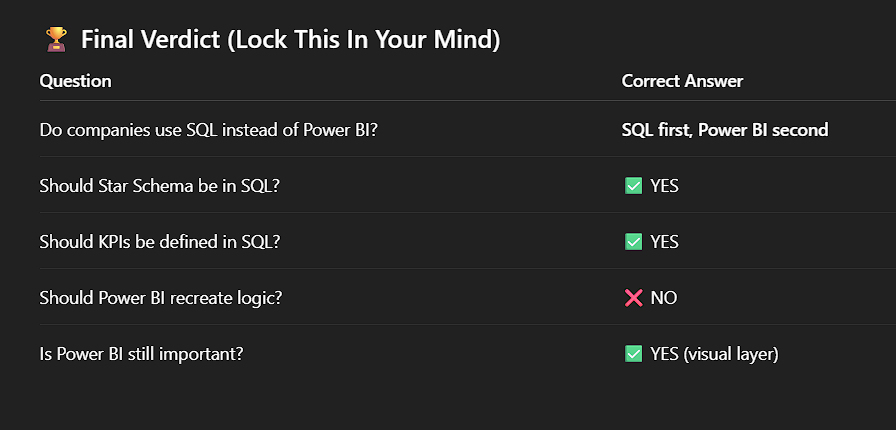 🏆 Final Verdict (Lock This In Your Mind)
Question Correct Answer
Do companies use SQL instead of Power BI? SQL first, Power BI second
Should Star Schema be in SQL? ✅ YES
Should KPIs be defined in SQL? ✅ YES
Should Power BI recreate logic? ❌ NO
Is Power BI still important? ✅ YES (visual layer)